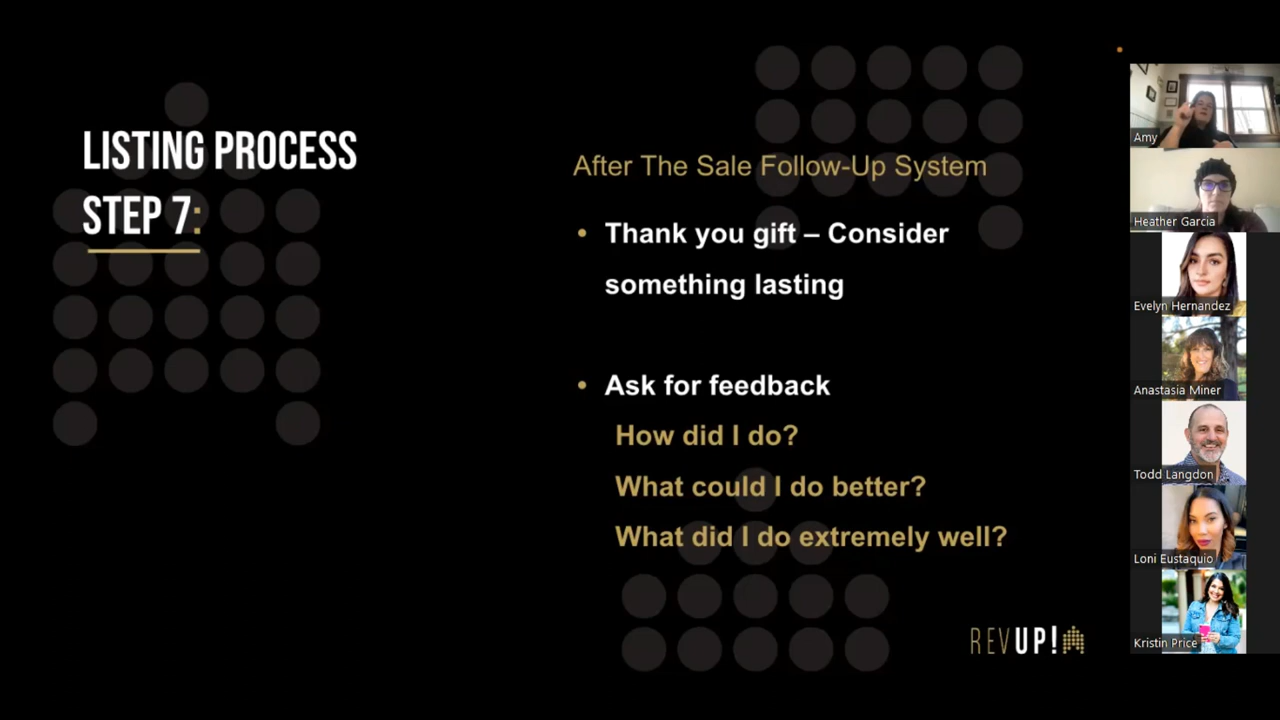 LISTING PROCESS
STEP 7:
After The Sale Follow-Up System
• Thank you gift – Consider
something lasting
• Ask for feedback
How did I do?
What could I do better?
What did I do extremely well?
REVUP!
Amy
Heather Garcia
Evelyn Hernandez
Anastasia Miner
Todd Langdon
Loni Eustaquio
Kristin Price